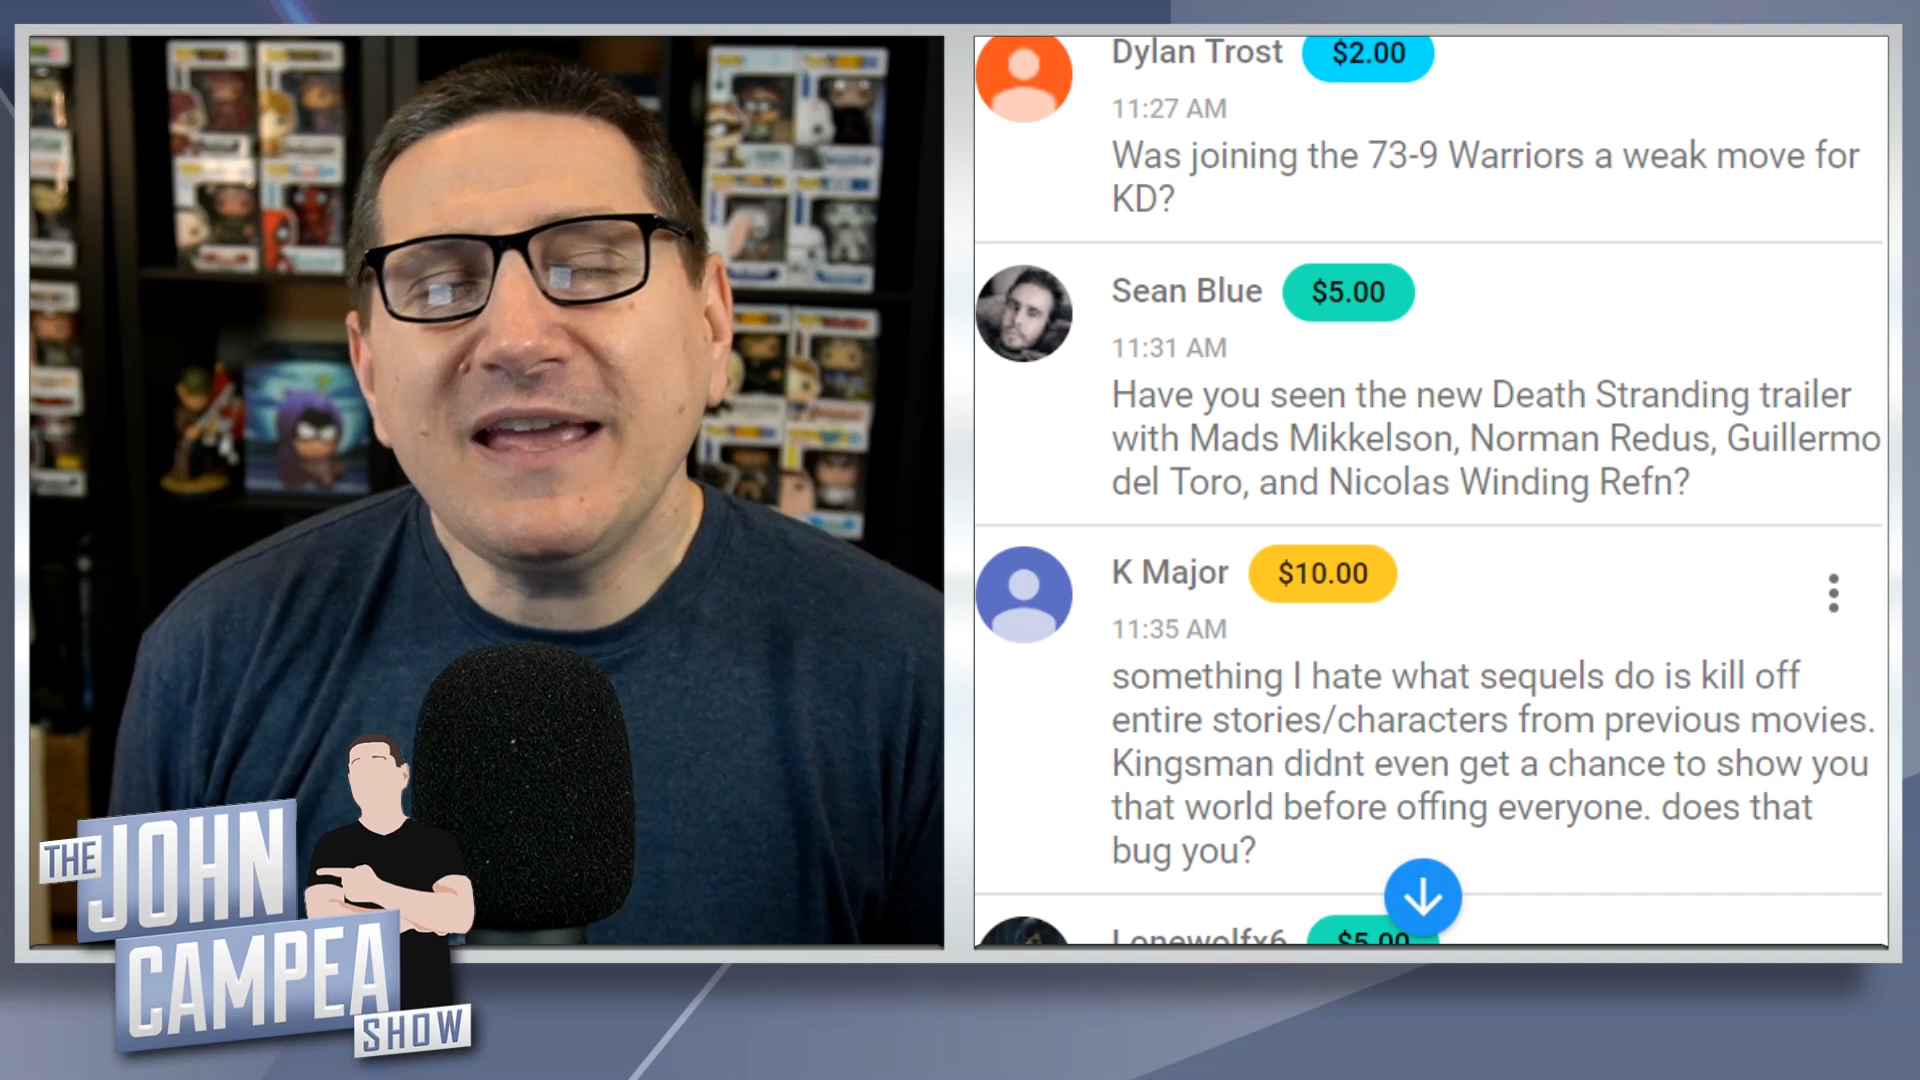 Dylan Trost $2.00
11:27 AM
Was joining the 73-9 Warriors a weak move for
KD?
Sean Blue $5.00
11:31 AM
Have you seen the new Death Stranding trailer
with Mads Mikkelson, Norman Redus, Guillermo
del Toro, and Nicolas Winding Refn?
K Major $10.00
11:35 AM
something I hate what sequels do is kill off
entire stories/characters from previous movies.
Kingsman didnt even get a chance to show you
that world before offing everyone. does that
bug you?
Lonewolfx6 $5.00
THE
JOHN
CAMPEA
SHOW